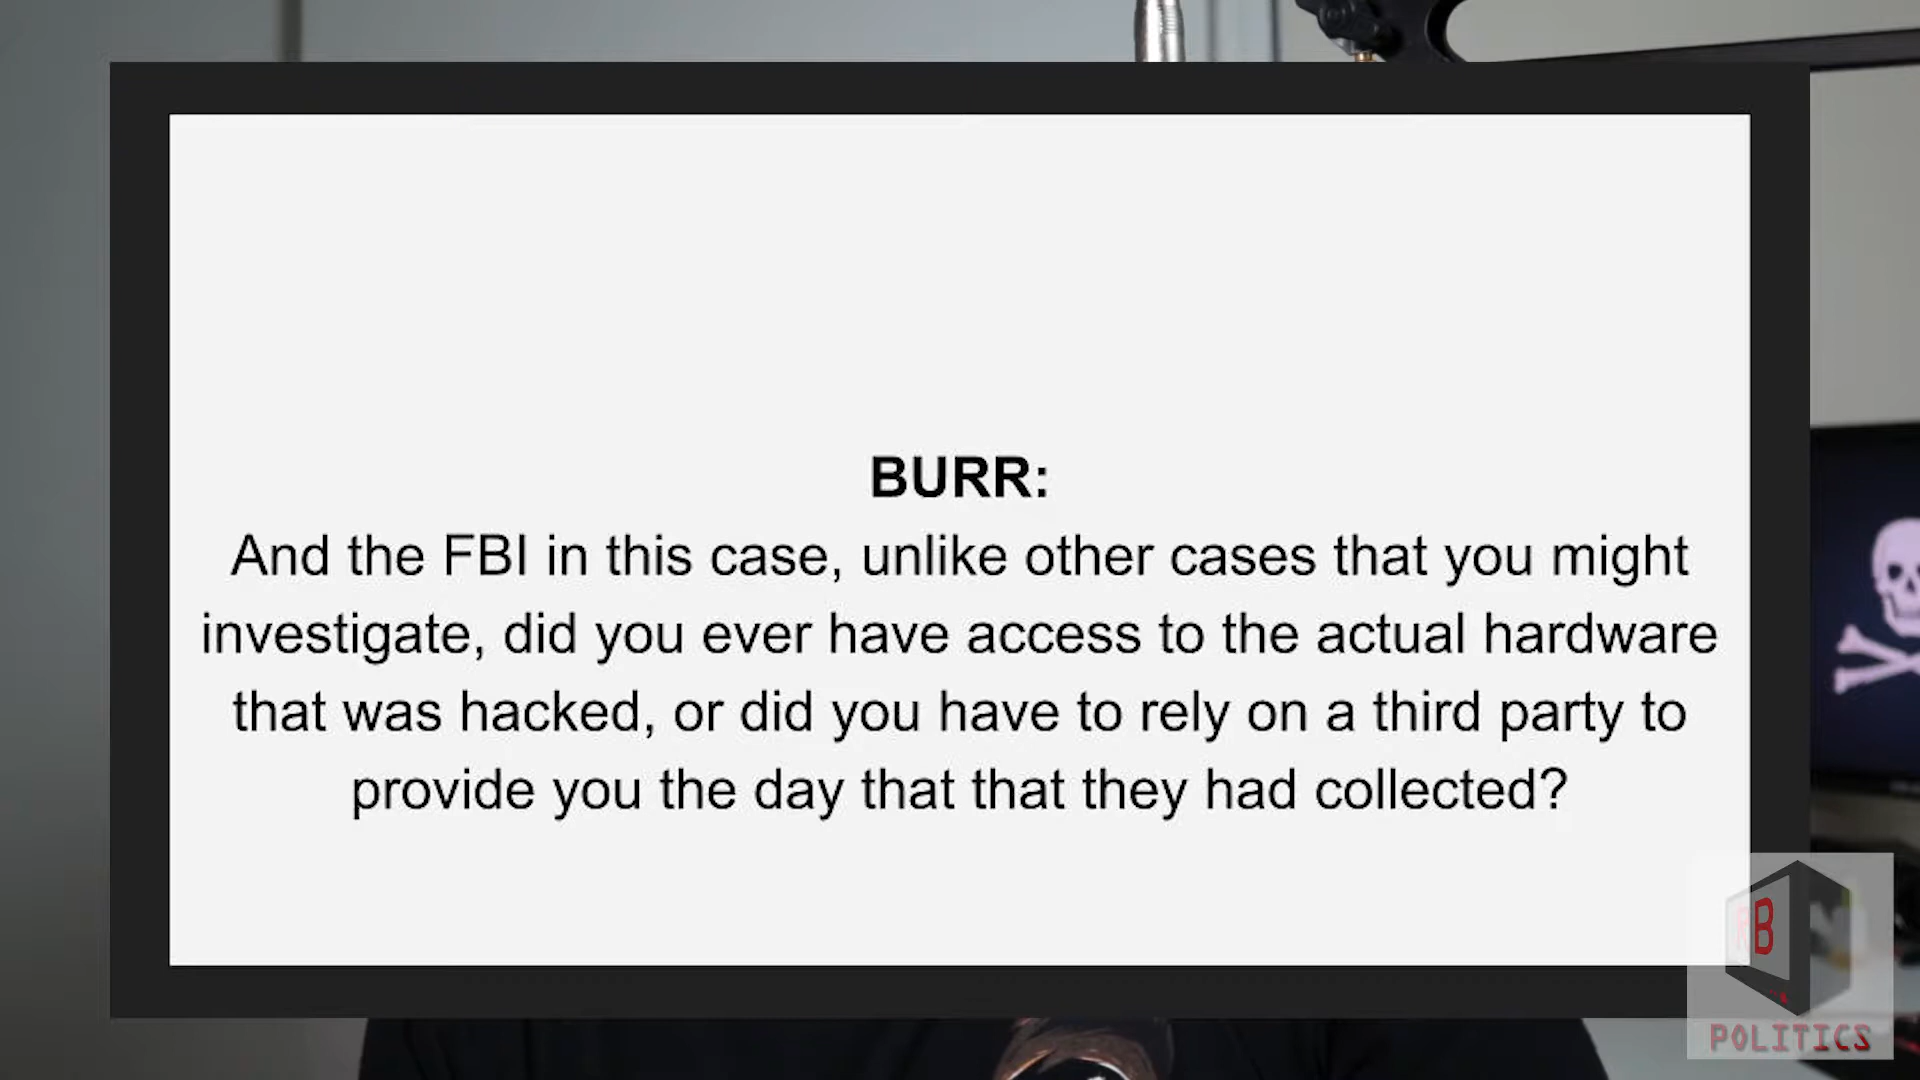 BURR:
And the FBI in this case, unlike other cases that you might
investigate, did you ever have access to the actual hardware
that was hacked, or did you have to rely on a third party to
provide you the day that that they had collected?
RB
POLITICS